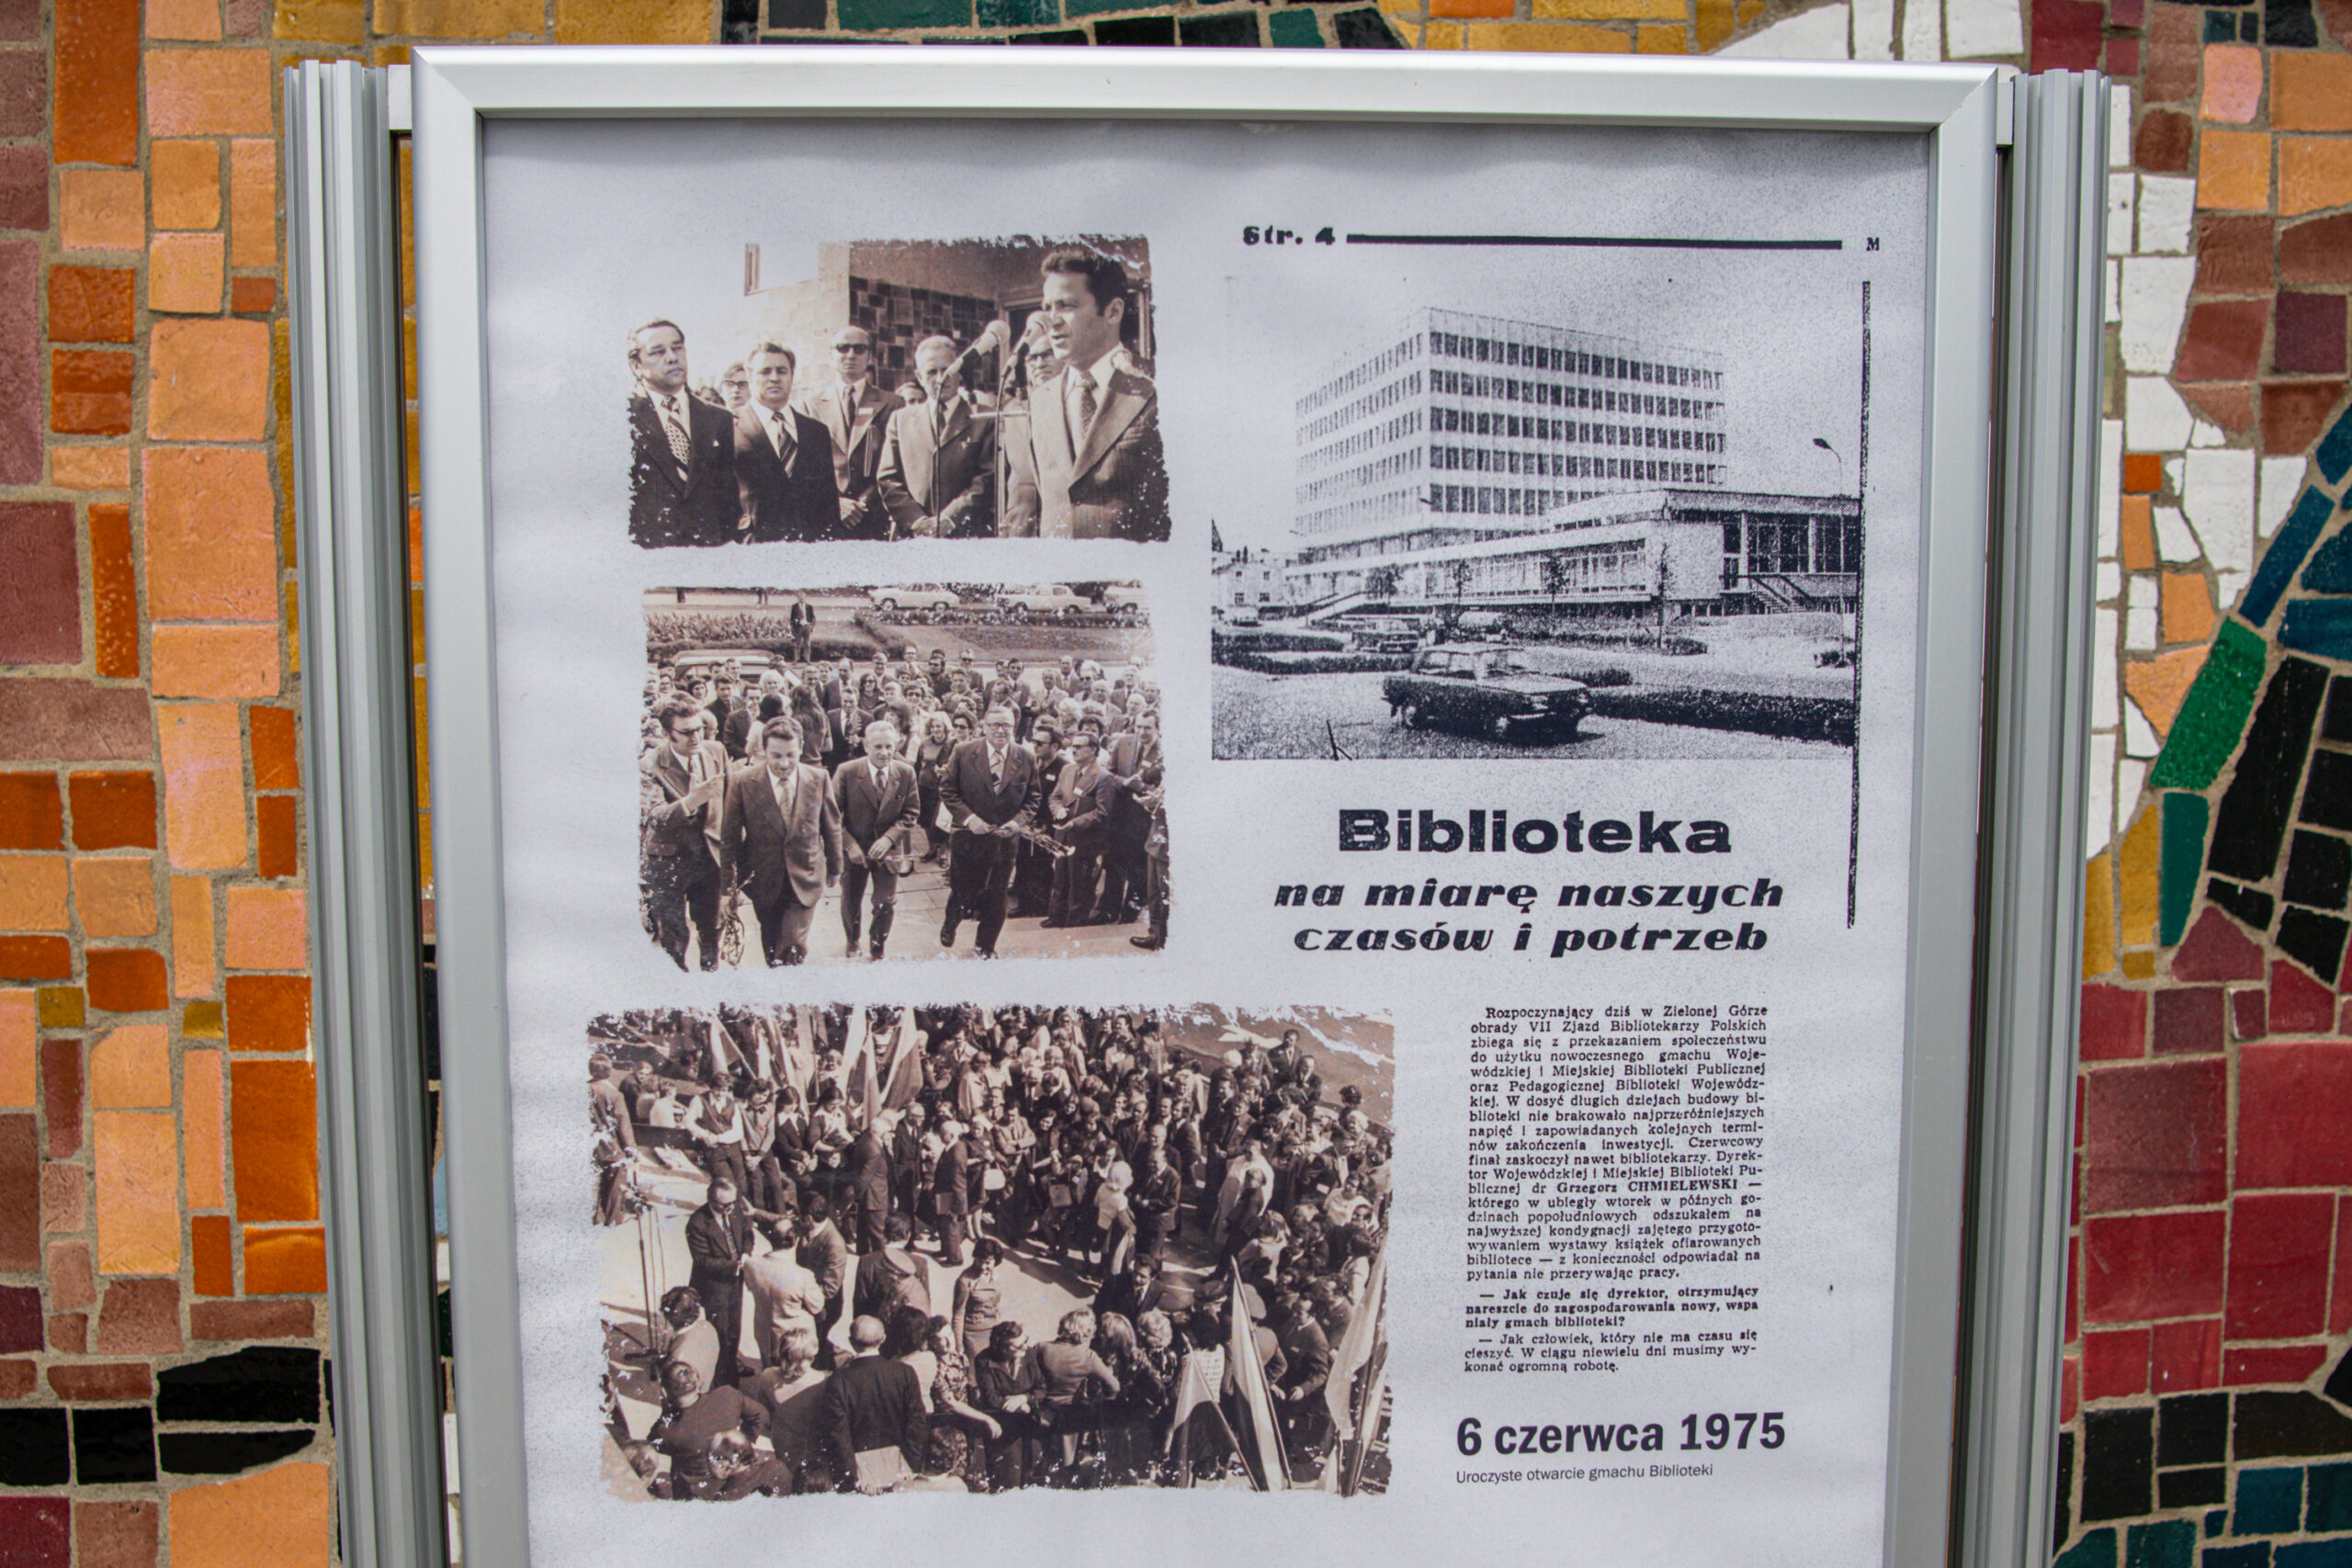 Str. 4
M
Biblioteka
na miarę naszych
czasów i potrzeb
Rozpoczynający dziś w Zielonej Górze
obrady VII Zjazd Bibliotekarzy Polskich
zbiega się z przekazaniem społeczeństwu
do użytku nowoczesnego gmachu Woje-
wódzkiej i Miejskiej Biblioteki Publicznej
oraz Pedagogicznej Biblioteki Wojewódz-
kiej. W dosyć długich dziejach budowy bi-
blioteki nie brakowało najprzeróżniejszych
napięć i zapowiadanych kolejnych termi-
nów zakończenia inwestycji. Czerwcowy
finał zaskoczył nawet bibliotekarzy. Dyrek-
tor Wojewódzkiej i Miejskiej Biblioteki Pu-
blicznej dr Grzegorz CHMIELEWSKI —
którego w ubiegły wtorek w późnych go-
dzinach popołudniowych odszukałem na
najwyższej kondygnacji zajętego przygoto-
wywaniem wystawy książek ofiarowanych
bibliotece — z konieczności odpowiadał na
pytania nie przerywając pracy.
— Jak czuje się dyrektor, otrzymujący
nareszcie do zagospodarowania nowy, wspa
niały gmach biblioteki?
— Jak człowiek, który nie ma czasu się
cieszyć. W ciągu niewielu dni musimy wy-
konać ogromną robotę.
6 czerwca 1975
Uroczyste otwarcie gmachu Biblioteki